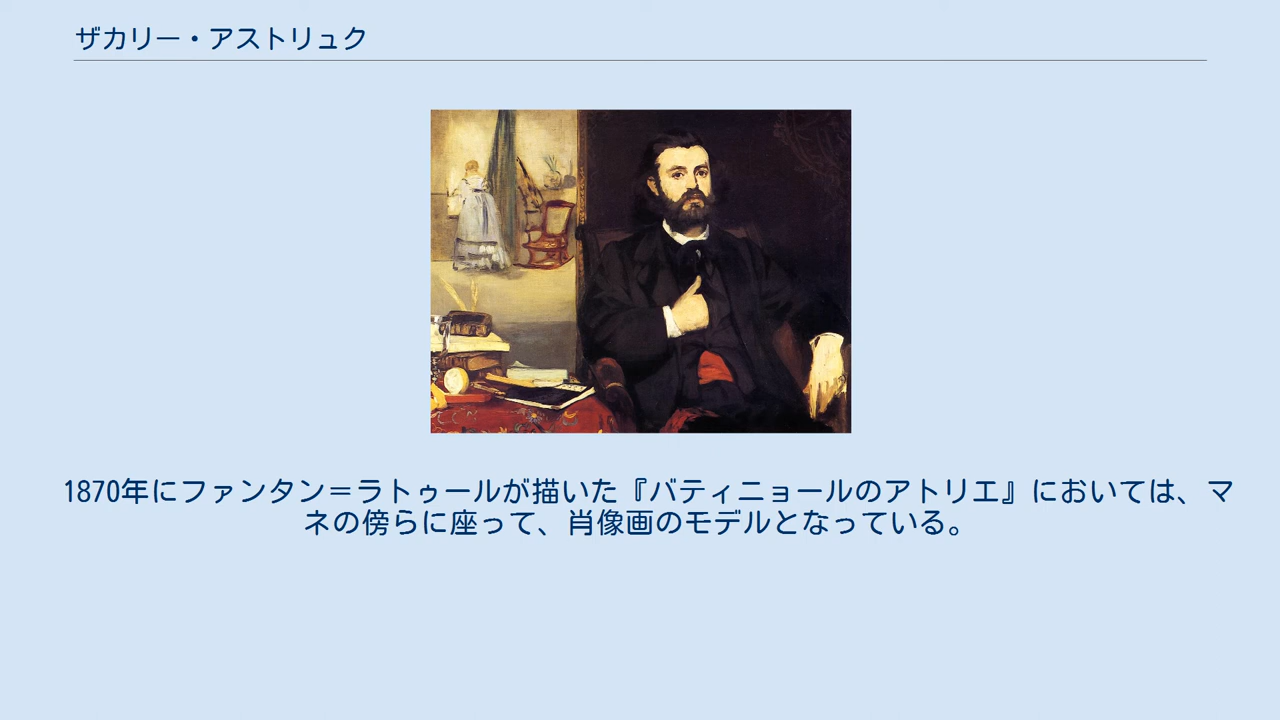 ザカリー・アストリュク
1870年にファンタン＝ラトゥールが描いた『バティニョールのアトリエ』においては、マ
ネの傍らに座って、肖像画のモデルとなっている。